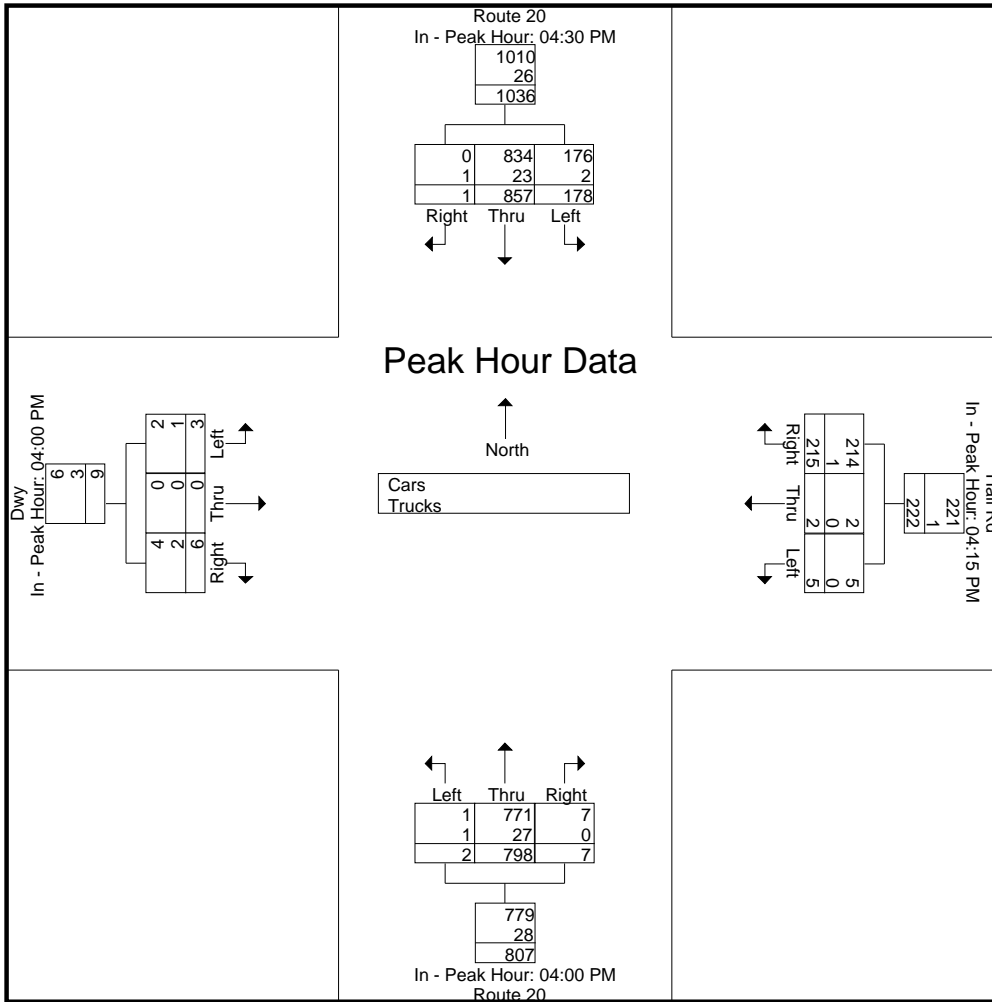 Route 20
In - Peak Hour: 04:30 PM
1010
26
1036
0 834 176
1 23 2
1 857 178
Right Thru Left
Peak Hour Data
North
Cars
Trucks
Dwy
In - Peak Hour: 04:00 PM
6
3
9
2 0 4
1 0 2
3 0 6
Left Thru Right
Rd
In - Peak Hour: 04:15 PM
221
1
222
214 2 5
1 0 0
215 2 5
Right Thru Left
Left Thru Right
1 771 7
1 27 0
2 798 7
779
28
807
In - Peak Hour: 04:00 PM
Route 20